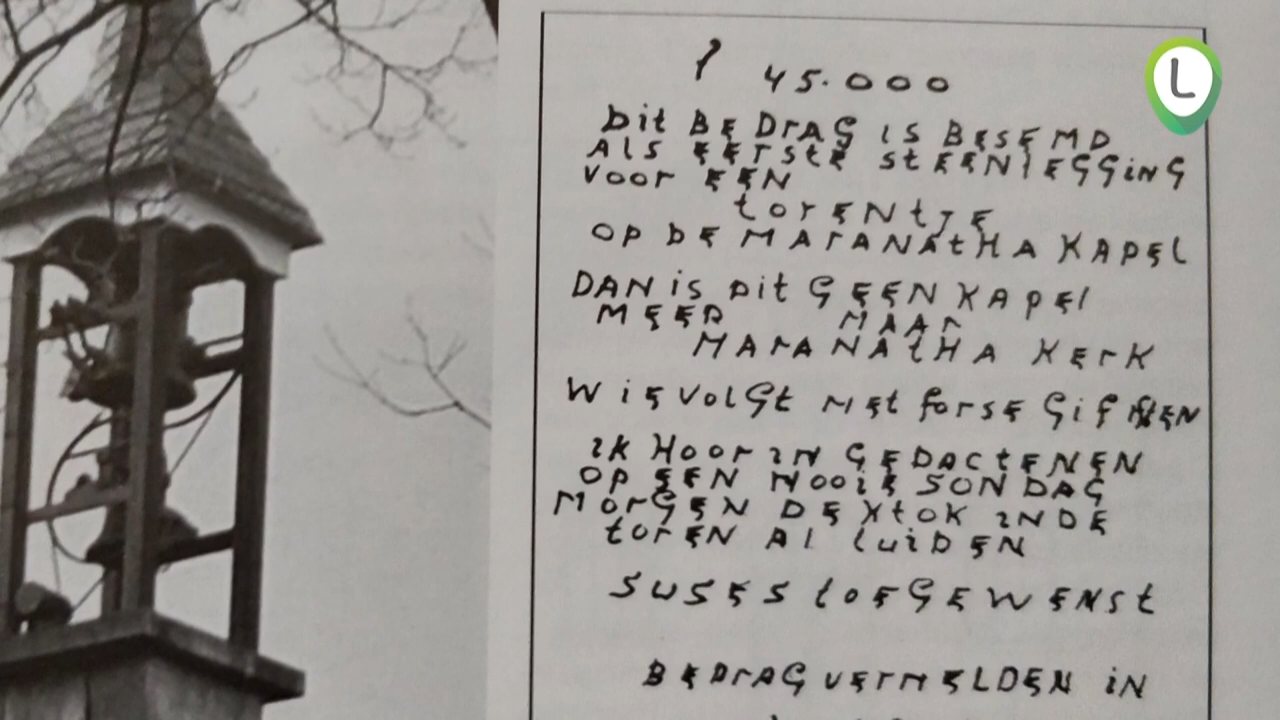 ƒ 45.000
Dit BEDrAG is BESEMD
Als EErstE stEENlEGGiNG
Voor EEN
torENtJE
op DE MArANAtHA KApEl
DAN is Dit GEEN KApEl
MEEr MAAr
MArANAtHA KErK
WiE VolGt MEt forsE Giften
iK Hoor iN GEDACtENEN
op EEN MooiE SONDAG
MorGEN DE KloK iNDE
torEN Al luiDEN
SuSES toEGEWENSt
BEDrAG VErMELDEN iN
L